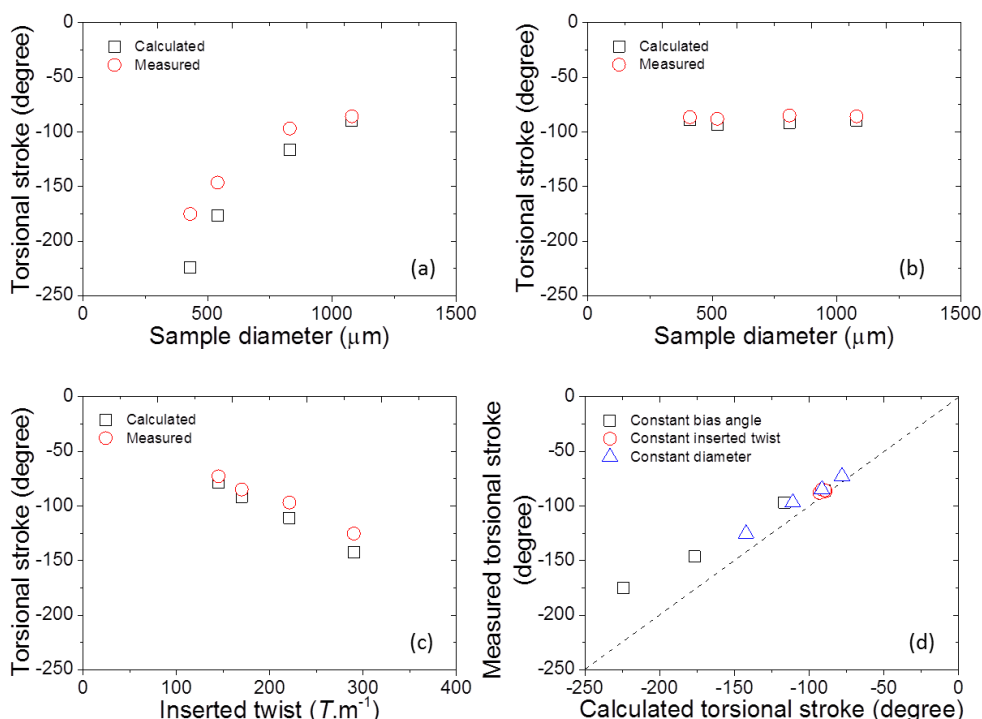 0
-50
-100
-150
-200
-250
Torsional stroke (degree)
Calculated
Measured
(a)
0 500 1000 1500
Sample diameter (μm)
0
-50
-100
-150
-200
-250
Torsional stroke (degree)
Calculated
Measured
(b)
0 500 1000 1500
Sample diameter (μm)
0
-50
-100
-150
-200
-250
Torsional stroke (degree)
Calculated
Measured
(c)
0 100 200 300 400
Inserted twist (T.m⁻¹)
0
-50
-100
-150
-200
-250
Measured torsional stroke
(degree)
Constant bias angle
Constant inserted twist
Constant diameter
(d)
-250 -200 -150 -100 -50 0
Calculated torsional stroke (degree)